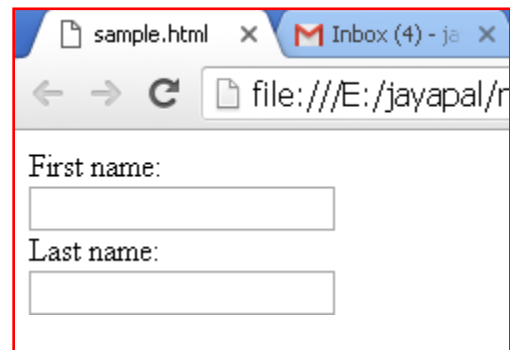 sample.html
Inbox (4) - ja
file:///E:/jayapal/
First name:
Last name: